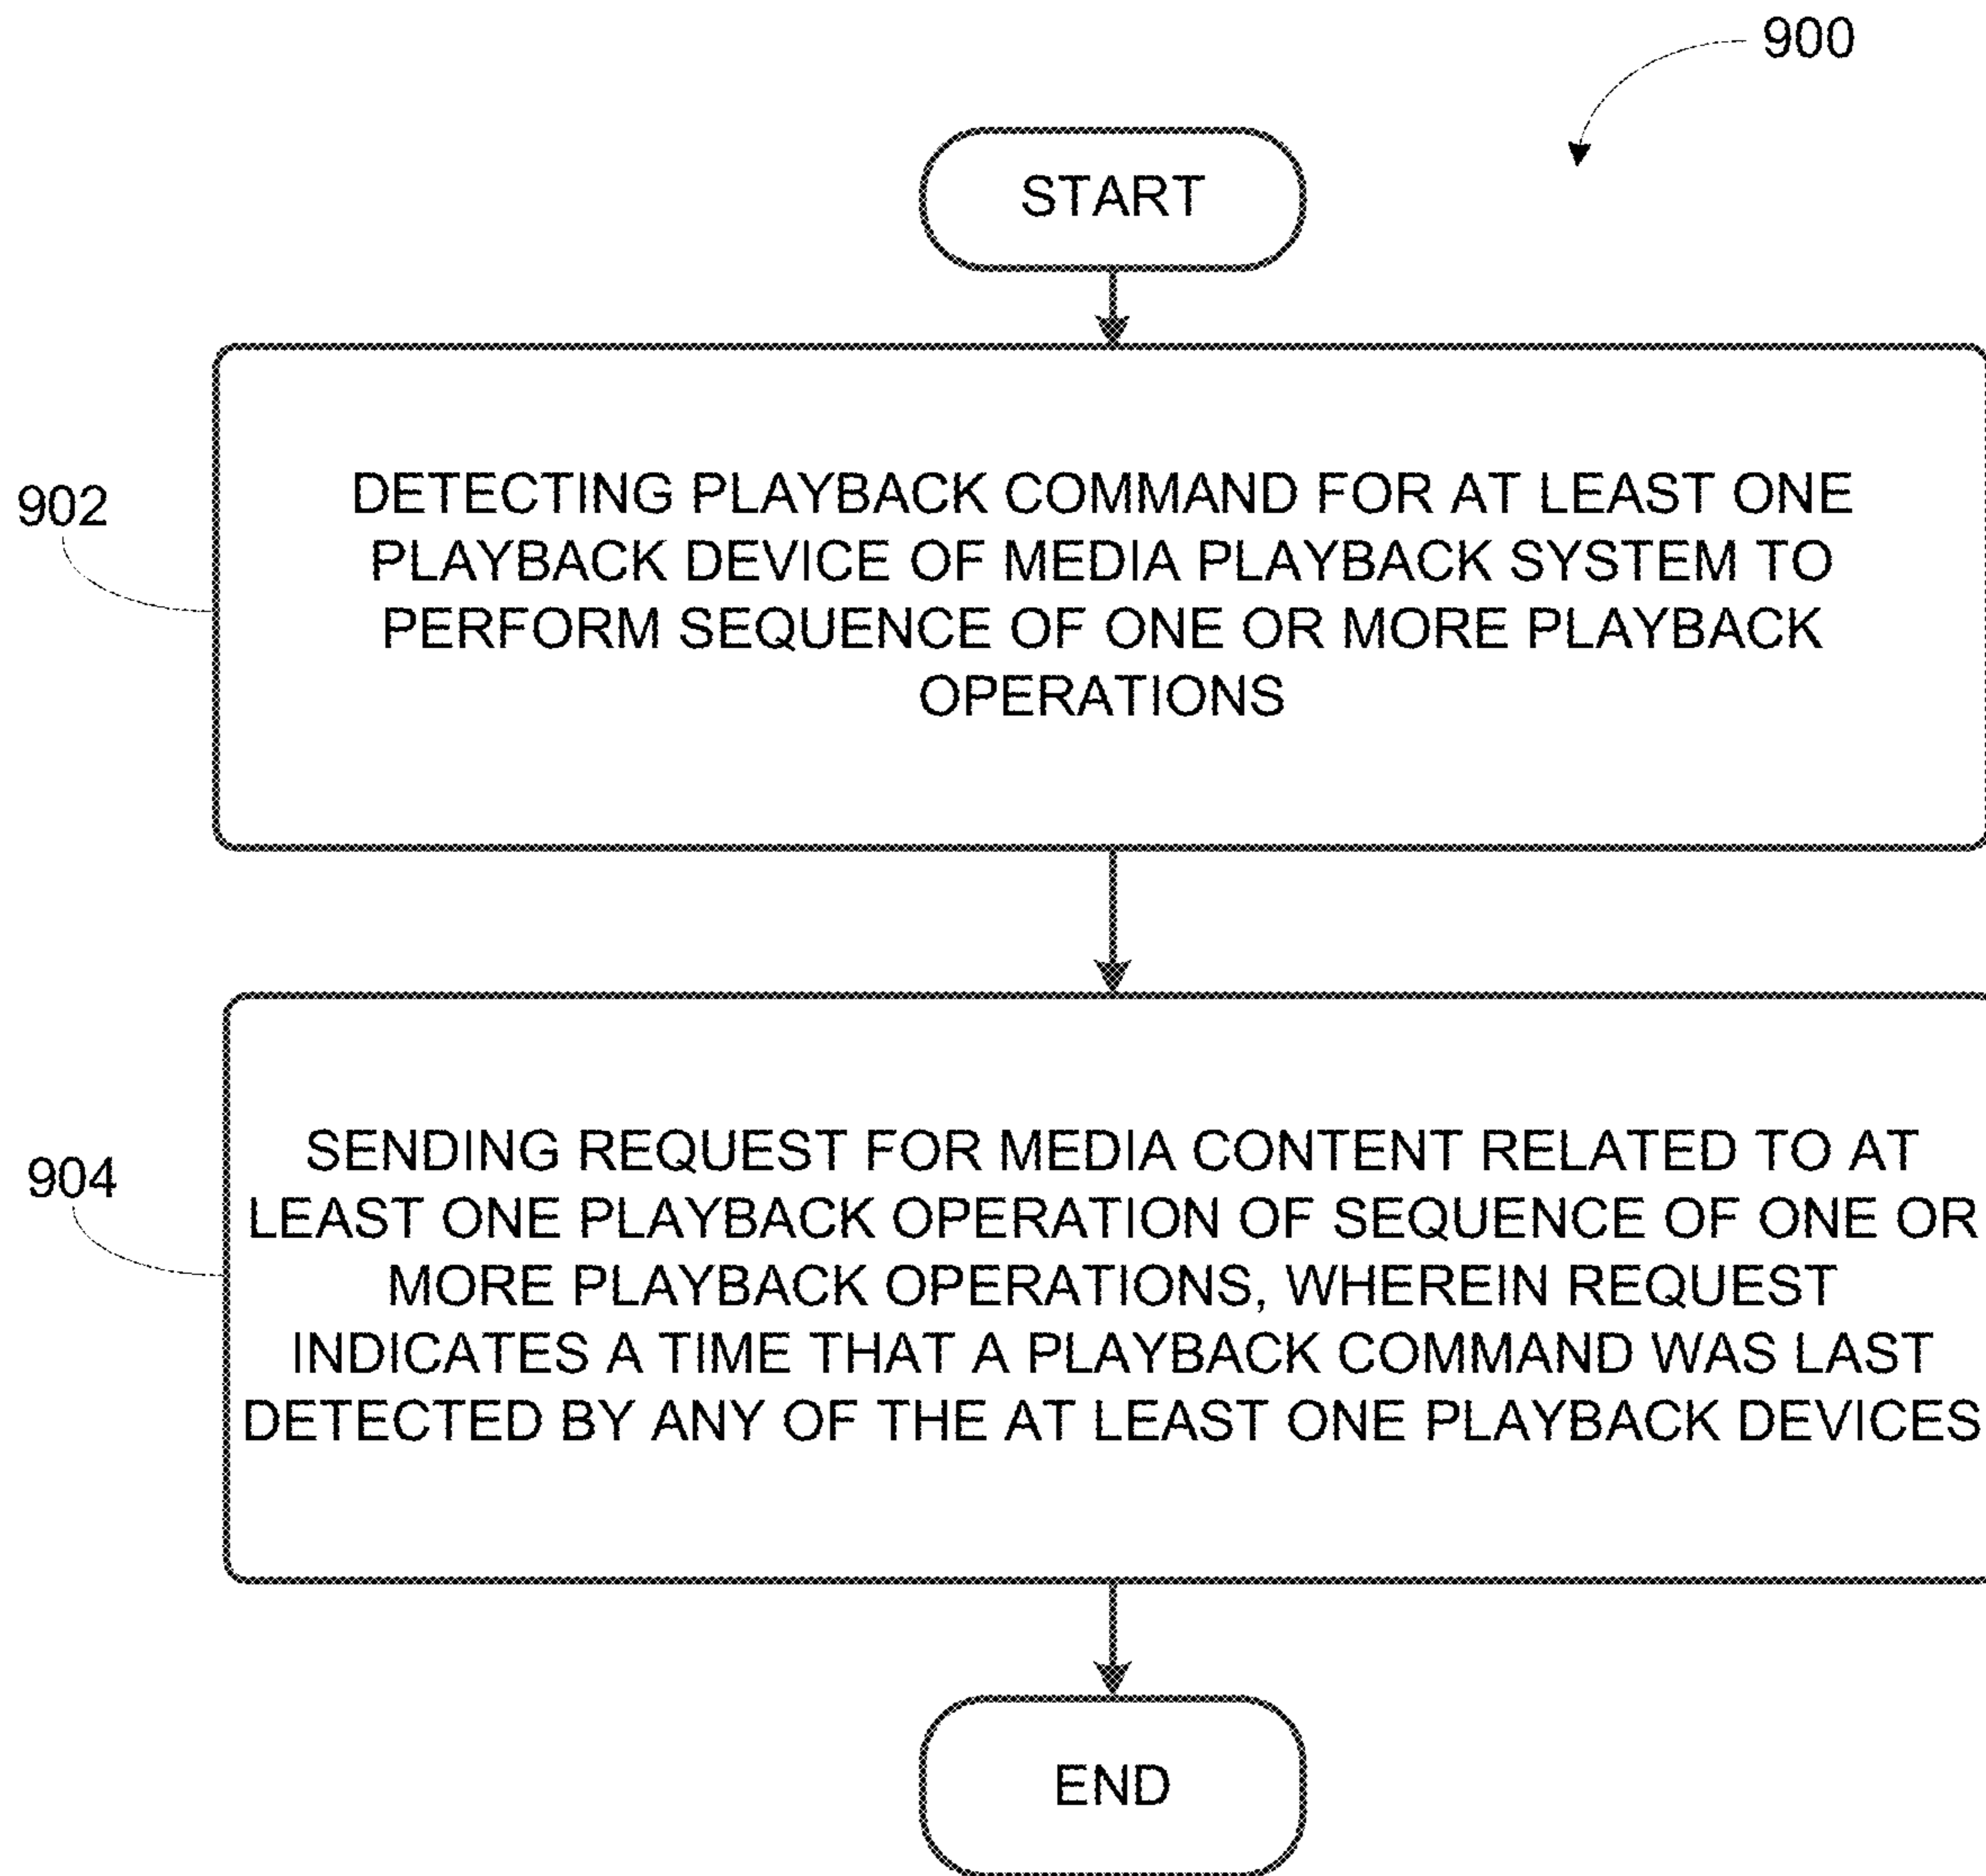 900
START
902
DETECTING PLAYBACK COMMAND FOR AT LEAST ONE
PLAYBACK DEVICE OF MEDIA PLAYBACK SYSTEM TO
PERFORM SEQUENCE OF ONE OR MORE PLAYBACK
OPERATIONS
904
SENDING REQUEST FOR MEDIA CONTENT RELATED TO AT
LEAST ONE PLAYBACK OPERATION OF SEQUENCE OF ONE OR
MORE PLAYBACK OPERATIONS, WHEREIN REQUEST
INDICATES A TIME THAT A PLAYBACK COMMAND WAS LAST
DETECTED BY ANY OF THE AT LEAST ONE PLAYBACK DEVICES
END